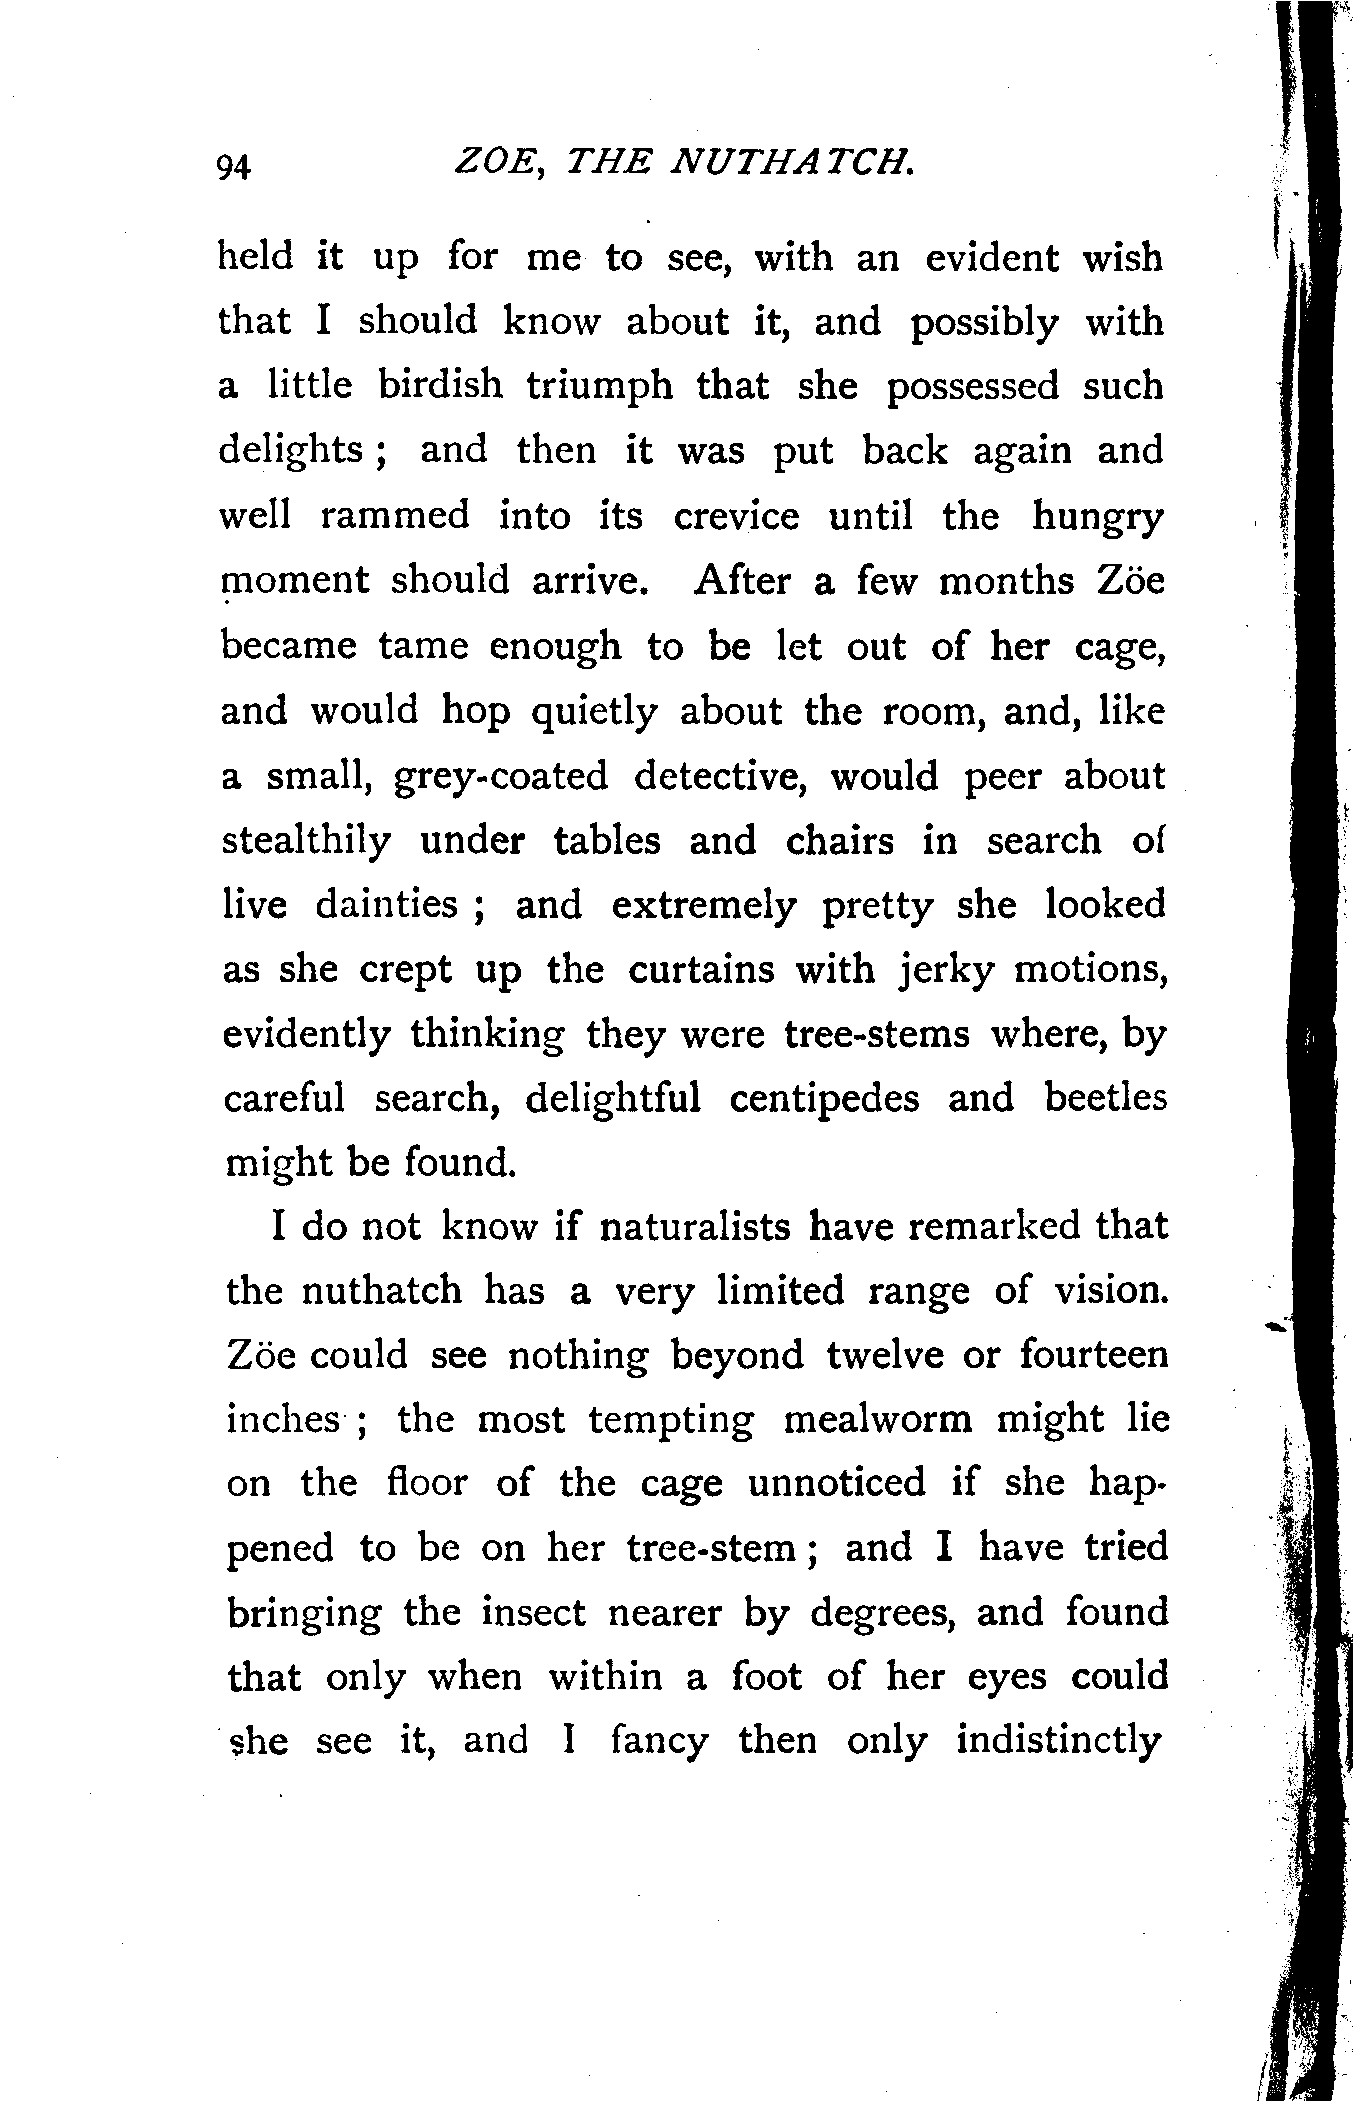 94 ZOE, THE NUTHATCH.
held it up for me to see, with an evident wish
that I should know about it, and possibly with
a little birdish triumph that she possessed such
delights ; and then it was put back again and
well rammed into its crevice until the hungry
moment should arrive. After a few months Zöe
became tame enough to be let out of her cage,
and would hop quietly about the room, and, like
a small, grey-coated detective, would peer about
stealthily under tables and chairs in search of
live dainties ; and extremely pretty she looked
as she crept up the curtains with jerky motions,
evidently thinking they were tree-stems where, by
careful search, delightful centipedes and beetles
might be found.
I do not know if naturalists have remarked that
the nuthatch has a very limited range of vision.
Zöe could see nothing beyond twelve or fourteen
inches ; the most tempting mealworm might lie
on the floor of the cage unnoticed if she hap-
pened to be on her tree-stem ; and I have tried
bringing the insect nearer by degrees, and found
that only when within a foot of her eyes could
she see it, and I fancy then only indistinctly